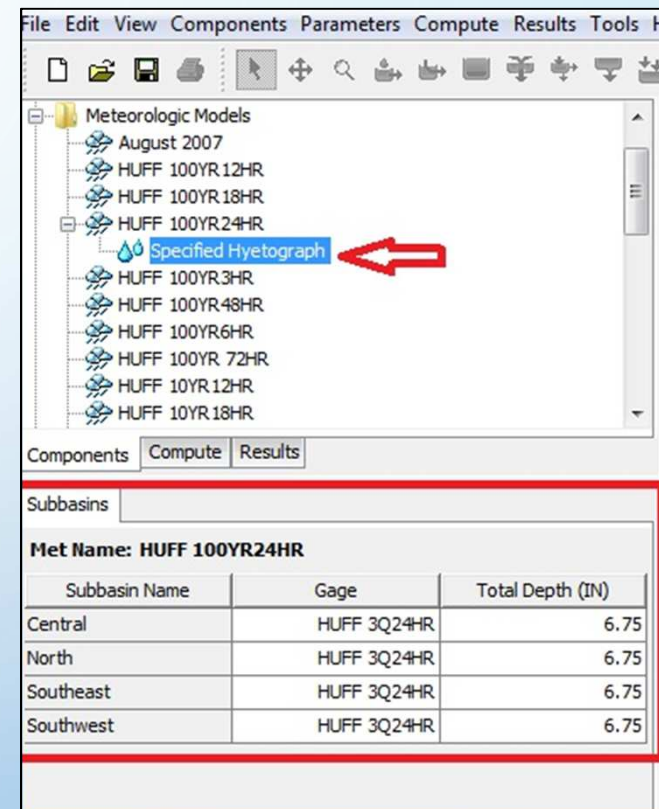 File Edit View Components Parameters Compute Results Tools
Meteorologic Models
August 2007
HUFF 100YR12HR
HUFF 100YR18HR
HUFF 100YR24HR
Specified Hyetograph
HUFF 100YR3HR
HUFF 100YR48HR
HUFF 100YR6HR
HUFF 100YR 72HR
HUFF 10YR12HR
HUFF 10YR18HR
Components Compute Results
Subbasins
Met Name: HUFF 100YR24HR
Subbasin Name Gage Total Depth (IN)
Central HUFF 3Q24HR 6.75
North HUFF 3Q24HR 6.75
Southeast HUFF 3Q24HR 6.75
Southwest HUFF 3Q24HR 6.75